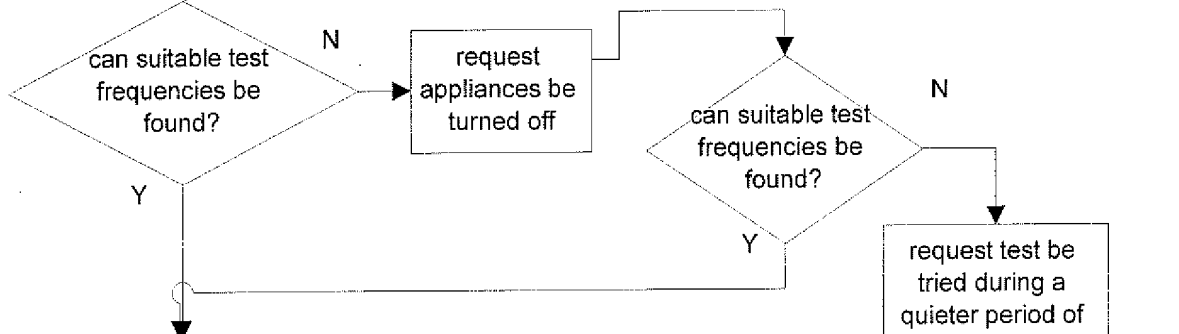 can suitable test
frequencies be
found?
N
Y
request
appliances be
turned off
can suitable test
frequencies be
found?
N
Y
request test be
tried during a
quieter period of